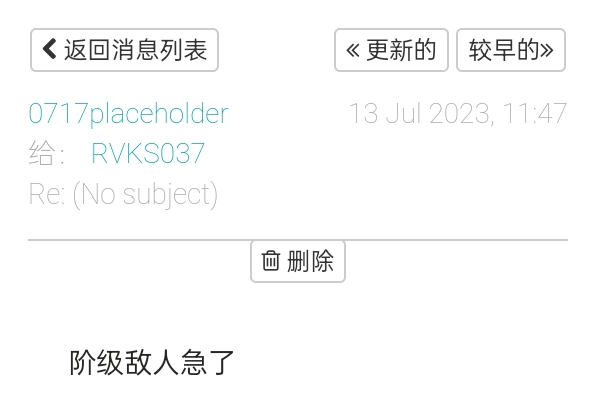 返回消息列表
« 更新的 较早的»
0717placeholder 13 Jul 2023, 11:47
给： RVKS037
Re: (No subject)
删除
阶级敌人急了